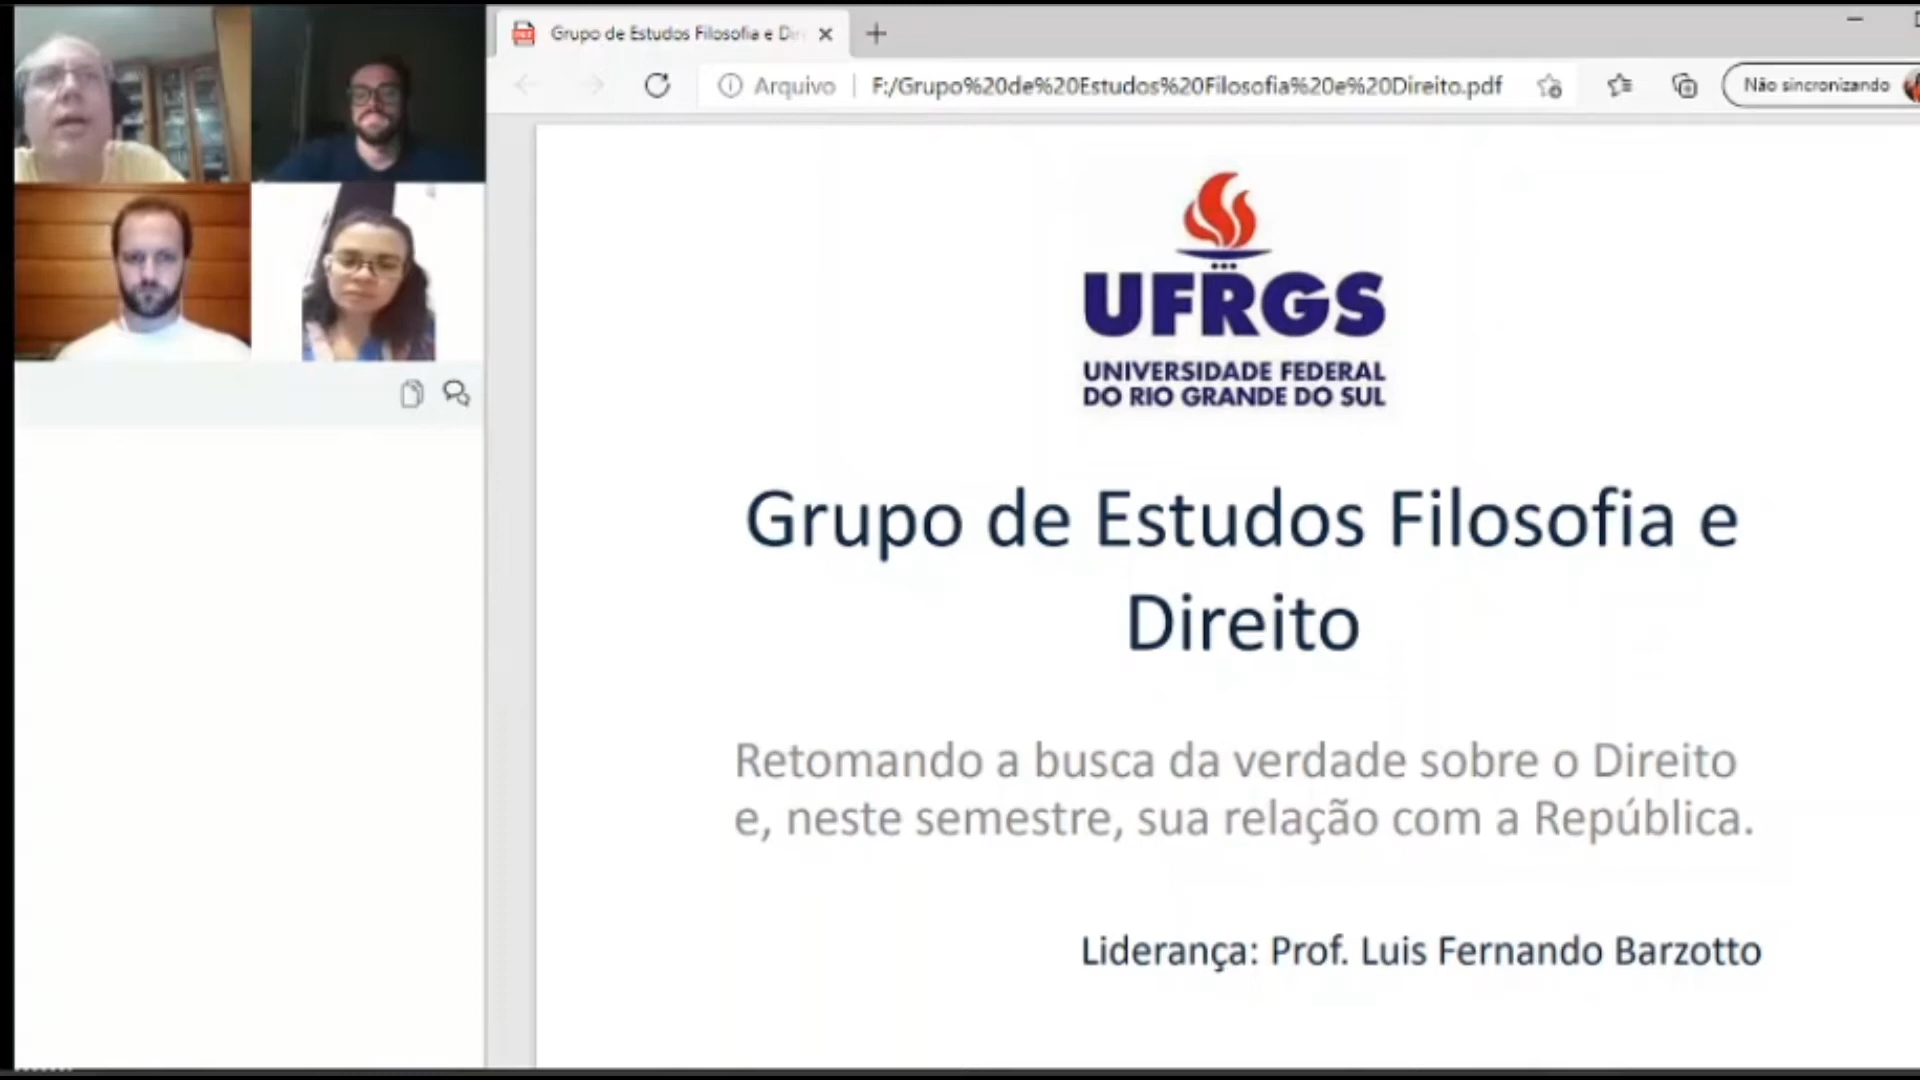 Grupo de Estudos Filosofia e Dir
Arquivo
F:/Grupo%20de%20Estudos%20Filosofia%20e%20Direito.pdf
Não sincronizando
UFRGS
UNIVERSIDADE FEDERAL
DO RIO GRANDE DO SUL
Grupo de Estudos Filosofia e
Direito
Retomando a busca da verdade sobre o Direito
e, neste semestre, sua relação com a República.
Liderança: Prof. Luis Fernando Barzotto